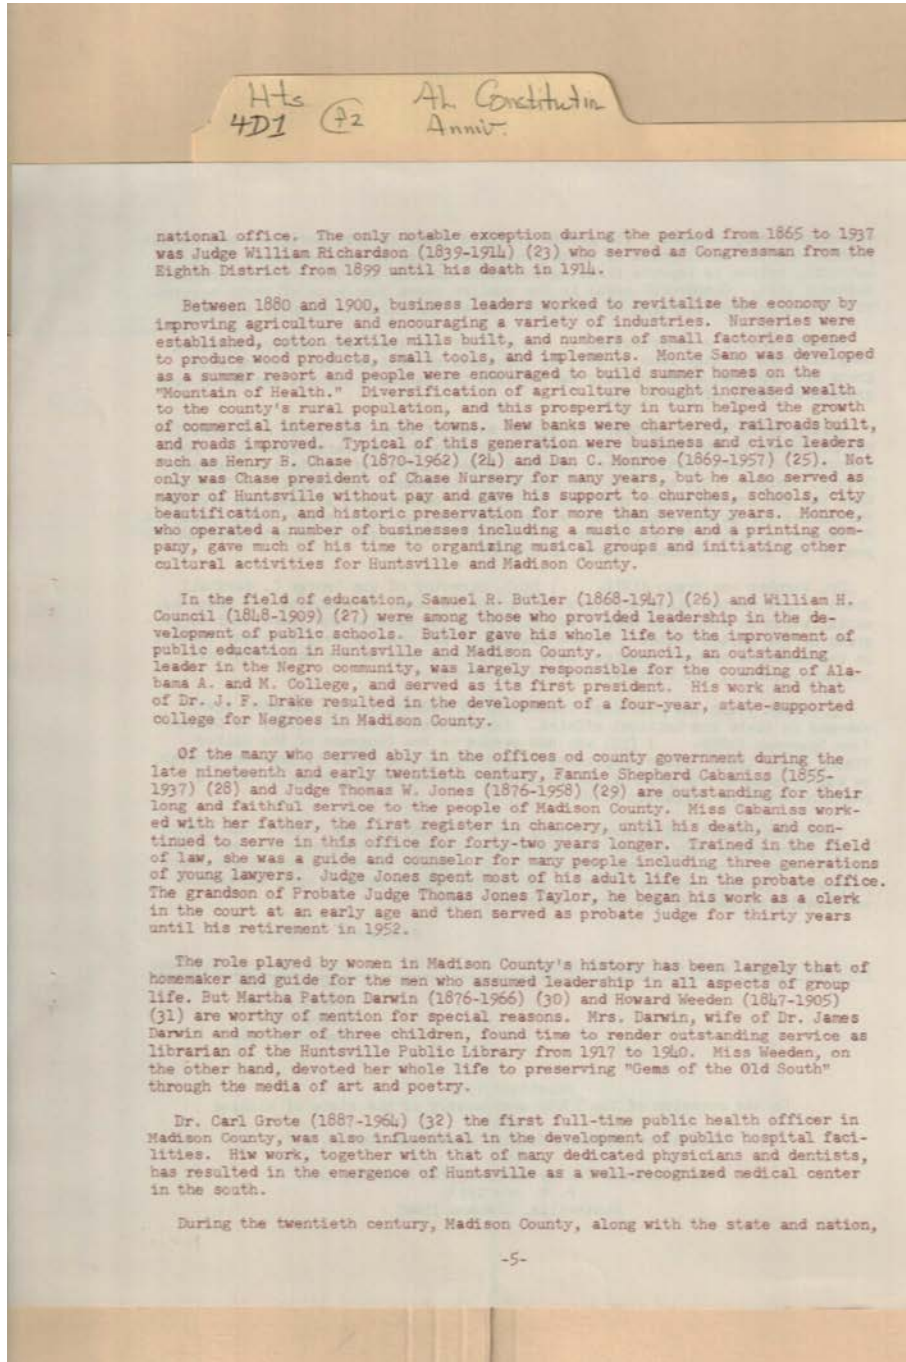 Hts AL Constitutin
4D1 Anniv.
national office. The only notable exception during the period from 1865 to 1937
was Judge William Richardson (1839-1914) (23) who served as Congressman from the
Eighth District from 1899 until his death in 1914.
Between 1880 and 1900, business leaders worked to revitalize the economy by
improving agriculture and encouraging a variety of industries. Nurseries were
established, cotton textile mills built, and numbers of small factories opened
to produce wood products, small tools, and implements. Monte Sano was developed
as a summer resort and people were encouraged to build summer homes on the
"Mountain of Health." Diversification of agriculture brought increased wealth
to the county's rural population, and this prosperity in turn helped the growth
of commercial interests in the towns. New banks were chartered, railroads built,
and roads improved. Typical of this generation were business and civic leaders
such as Henry B. Chase (1870-1962) (24) and Dan C. Monroe (1869-1957) (25). Not
only was Chase president of Chase Nursery for many years, but he also served as
mayor of Huntsville without pay and gave his support to churches, schools, city
beautification, and historic preservation for more than seventy years. Monroe,
who operated a number of businesses including a music store and a printing com-
pany, gave much of his time to organizing musical groups and initiating other
cultural activities for Huntsville and Madison County.
In the field of education, Samuel R. Butler (1868-1947) (26) and William H.
Council (1848-1909) (27) were among those who provided leadership in the de-
velopment of public schools. Butler gave his whole life to the improvement of
public education in Huntsville and Madison County. Council, an outstanding
leader in the Negro community, was largely responsible for the counding of Ala-
bama A. and M. College, and served as its first president. His work and that
of Dr. J. F. Drake resulted in the development of a four-year, state-supported
college for Negroes in Madison County.
Of the many who served ably in the offices od county government during the
late nineteenth and early twentieth century, Fannie Shepherd Cabaniss (1855-
1937) (28) and Judge Thomas W. Jones (1876-1958) (29) are outstanding for their
long and faithful service to the people of Madison County. Miss Cabaniss work-
ed with her father, the first register in chancery, until his death, and con-
tinued to serve in this office for forty-two years longer. Trained in the field
of law, she was a guide and counselor for many people including three generations
of young lawyers. Judge Jones spent most of his adult life in the probate office.
The grandson of Probate Judge Thomas Jones Taylor, he began his work as a clerk
in the court at an early age and then served as probate judge for thirty years
until his retirement in 1952.
The role played by women in Madison County's history has been largely that of
homemaker and guide for the men who assumed leadership in all aspects of group
life. But Martha Patton Darwin (1876-1966) (30) and Howard Weeden (1847-1905)
(31) are worthy of mention for special reasons. Mrs. Darwin, wife of Dr. James
Darwin and mother of three children, found time to render outstanding service as
librarian of the Huntsville Public Library from 1917 to 1940. Miss Weeden, on
the other hand, devoted her whole life to preserving "Gems of the Old South"
through the media of art and poetry.
Dr. Carl Grote (1887-1964) (32) the first full-time public health officer in
Madison County, was also influential in the development of public hospital faci-
lities. Hiw work, together with that of many dedicated physicians and dentists,
has resulted in the emergence of Huntsville as a well-recognized medical center
in the south.
During the twentieth century, Madison County, along with the state and nation,
-5-